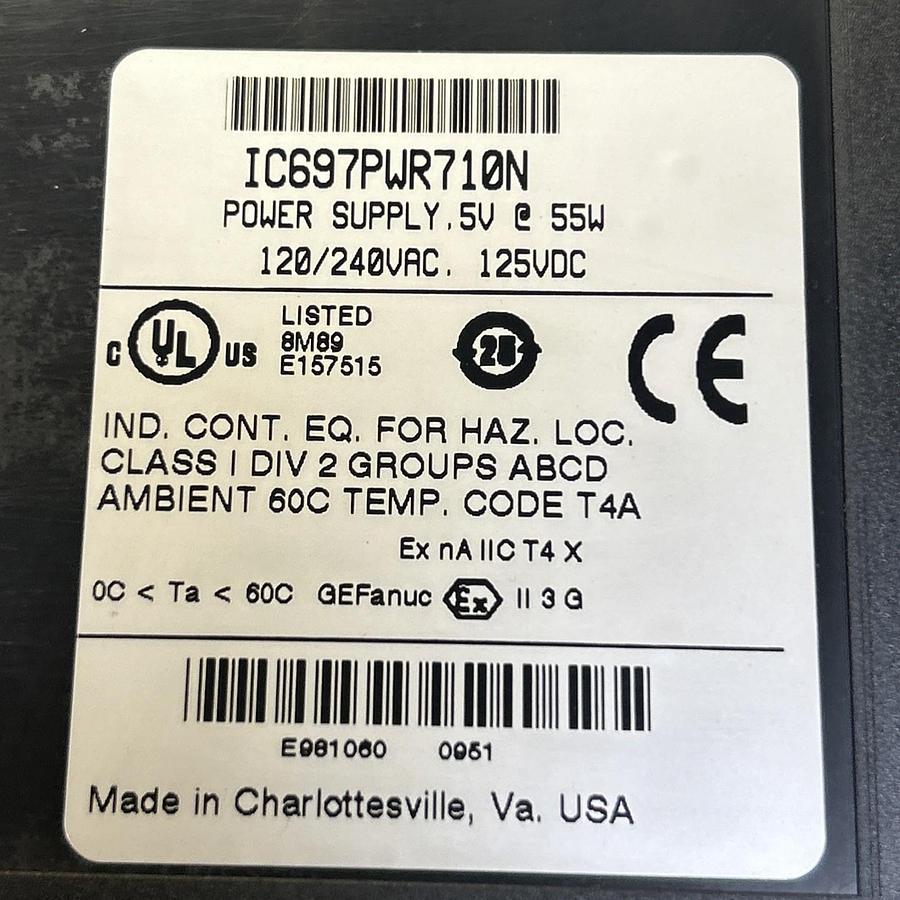 IC697PWR710N
POWER SUPPLY.5V @ 55W
120/240VAC. 125VDC
C UL US LISTED
8M89
E157515
25
CE
IND. CONT. EQ. FOR HAZ. LOC.
CLASS I DIV 2 GROUPS ABCD
AMBIENT 60C TEMP. CODE T4A
Ex nA IIC T4 X
0C < Ta < 60C GEFanuc Ex II 3 G
E981060 0951
Made in Charlottesville, Va. USA